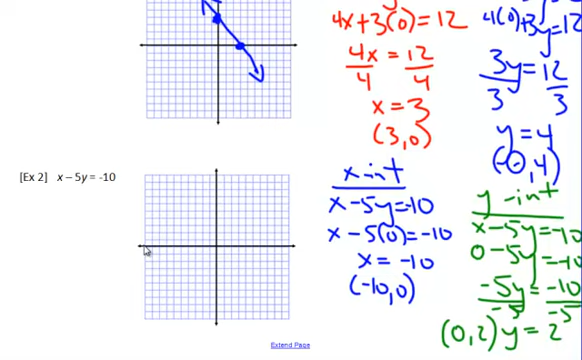 4x+3(0)=12
4x = 12
4 4
x = 3
(3,0)
4(0)+3y=12
3y = 12
3 3
y = 4
(0,4)
[Ex 2] x – 5y = -10
x-int
x-5y=-10
x-5(0)=-10
x = -10
(-10,0)
y-int
x-5y=-10
0-5y=-10
-5y = -10
-5 -5
(0,2) y = 2
Extend Page